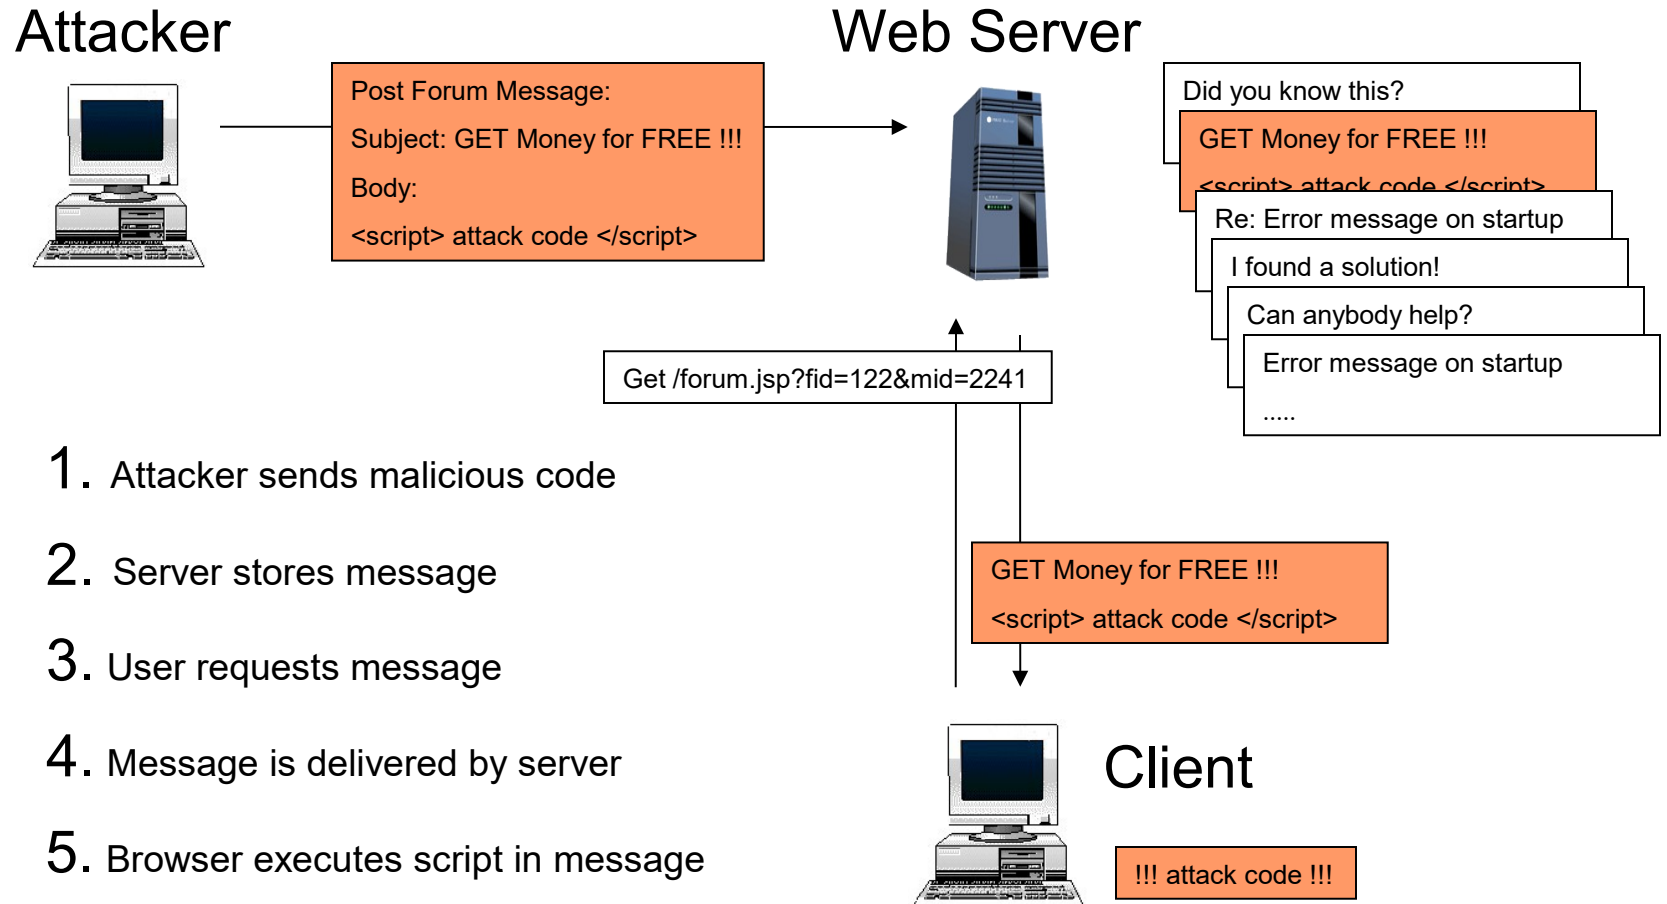 Attacker
Web Server
Post Forum Message:
Subject: GET Money for FREE !!!
Body:
<script> attack code </script>
Did you know this?
GET Money for FREE !!!
<script> attack code </script>
Re: Error message on startup
I found a solution!
Can anybody help?
Error message on startup
.....
Get /forum.jsp?fid=122&mid=2241
1. Attacker sends malicious code
2. Server stores message
3. User requests message
4. Message is delivered by server
5. Browser executes script in message
GET Money for FREE !!!
<script> attack code </script>
Client
!!! attack code !!!